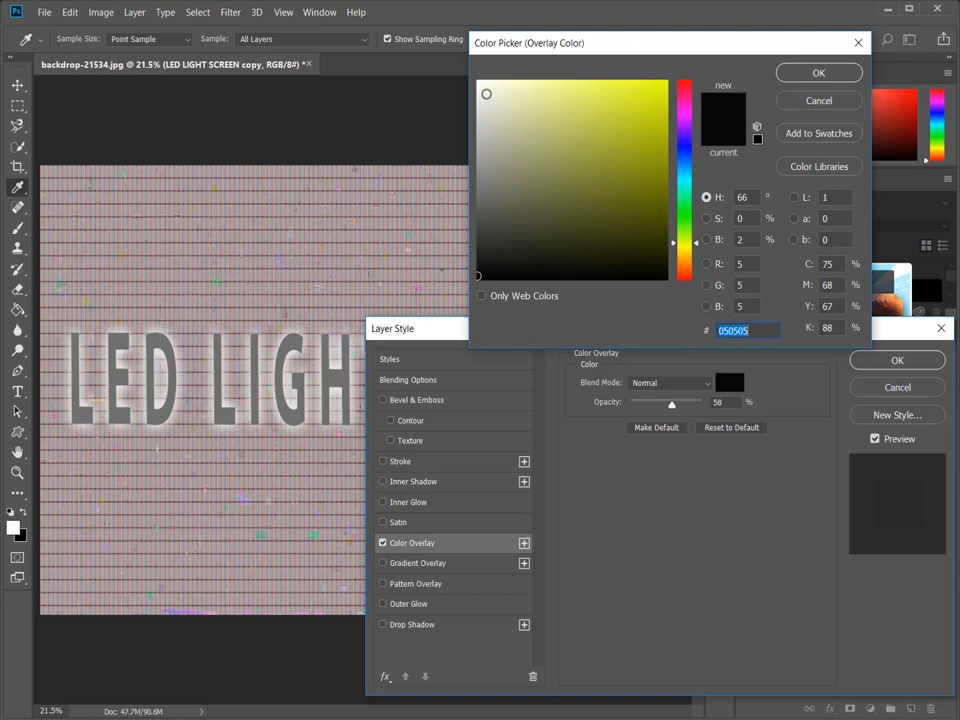 Ps File Edit Image Layer Type Select Filter 3D View Window Help
Sample Size: Point Sample Sample: All Layers Show Sampling Ring
backdrop-21534.jpg @ 21.5% (LED LIGHT SCREEN copy, RGB/8#) *
LED LIGH
21.5% Doc: 47.7M/90.6M
Color Picker (Overlay Color)
new
current
OK
Cancel
Add to Swatches
Color Libraries
H: 66 ° L: 1
S: 0 % a: 0
B: 2 % b: 0
R: 5 C: 75 %
G: 5 M: 68 %
B: 5 Y: 67 %
# 050505 K: 88 %
Only Web Colors
Layer Style
Styles
Blending Options
Bevel & Emboss
Contour
Texture
Stroke
Inner Shadow
Inner Glow
Satin
Color Overlay
Gradient Overlay
Pattern Overlay
Outer Glow
Drop Shadow
fx
Color Overlay
Color
Blend Mode: Normal
Opacity: 58 %
Make Default Reset to Default
OK
Cancel
New Style...
Preview
fx